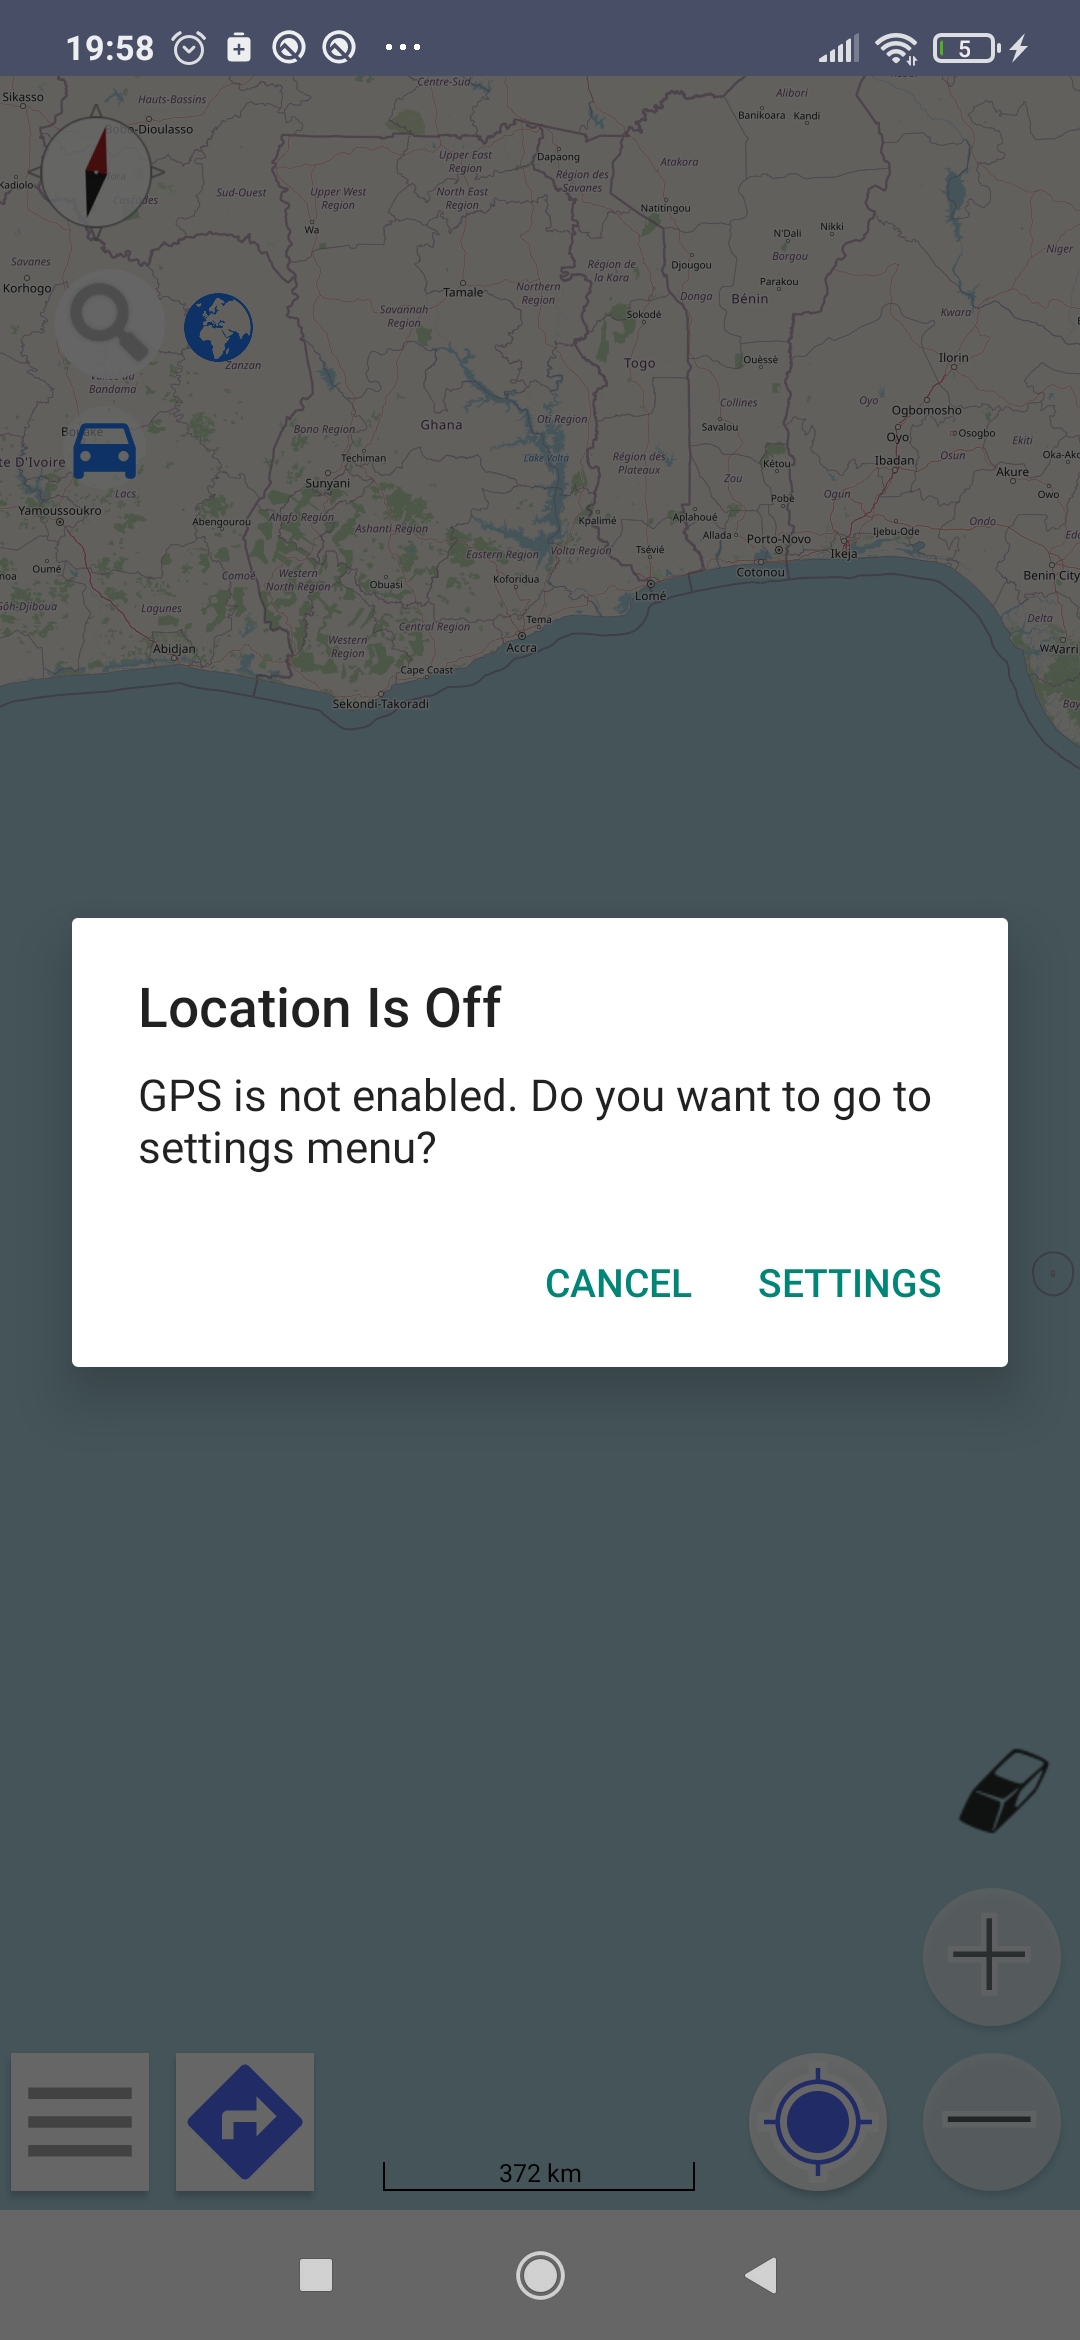 19:58
5
Centre-Sud
Sikasso
Hauts-Bassins
Alibori
Banikoara Kandi
Bobo-Dioulasso
Upper East
Region
Dapaong
Atakora
Région des
Savanes
Kadiolo
Cascades
Sud-Ouest
Upper West
Region
North East
Region
Natitingou
Wa
N'Dali
Nikki
Borgou
Niger
Savanes
Korhogo
Région de
la Kara
Djougou
Parakou
Tamale
Northern
Region
Donga
Bénin
Savannah
Region
Sokodé
Kwara
Zanzan
Togo
Ouèssè
Ilorin
Bandama
Oyo
Ogbomosho
Collines
Oti Region
Savalou
Ghana
Bono Region
Oyo
Osogbo
Ekiti
Bouaké
te D'Ivoire
Techiman
Lake Volta
Région des
Plateaux
Kétou
Ibadan
Osun
Akure
Oka-Ako
Sunyani
Zou
Lacs
Pobè
Ogun
Owo
Yamoussoukro
Abengourou
Ahafo Region
Ashanti Region
Kpalimé
Aplahoué
Allada
Porto-Novo
Ijebu-Ode
Ondo
Ikeja
Eastern Region
Volta Region
Tsévié
Oumé
Comoé
Western
North Region
Obuasi
Koforidua
Cotonou
Benin City
Lomé
Gôh-Djiboua
Lagunes
Central Region
Tema
Delta
Abidjan
Western
Region
Accra
Warri
Cape Coast
Sekondi-Takoradi
Bay
Location Is Off
GPS is not enabled. Do you want to go to
settings menu?
CANCEL SETTINGS
372 km